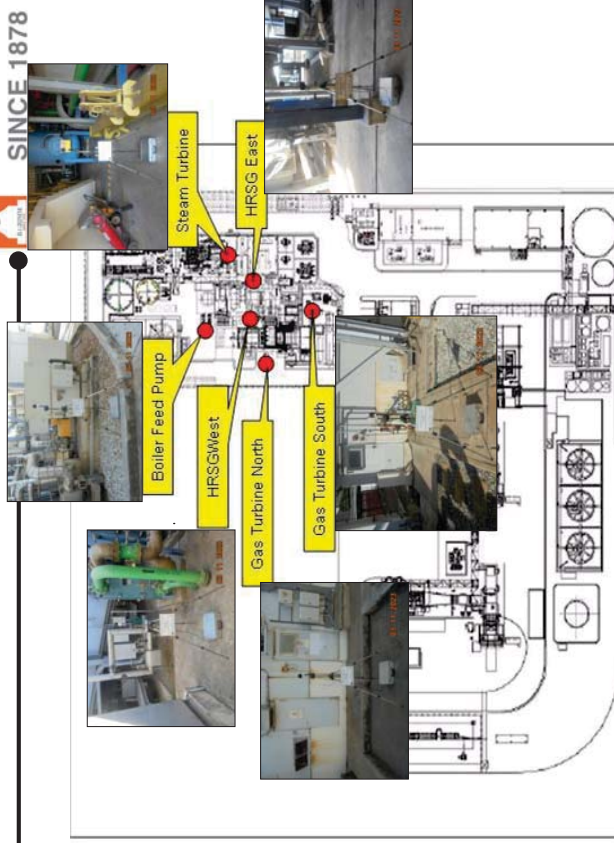 SINCE 1878
Boiler Feed Pump
Steam Turbine
HRSGWest
Gas Turbine North
HRSG East
Gas Turbine South